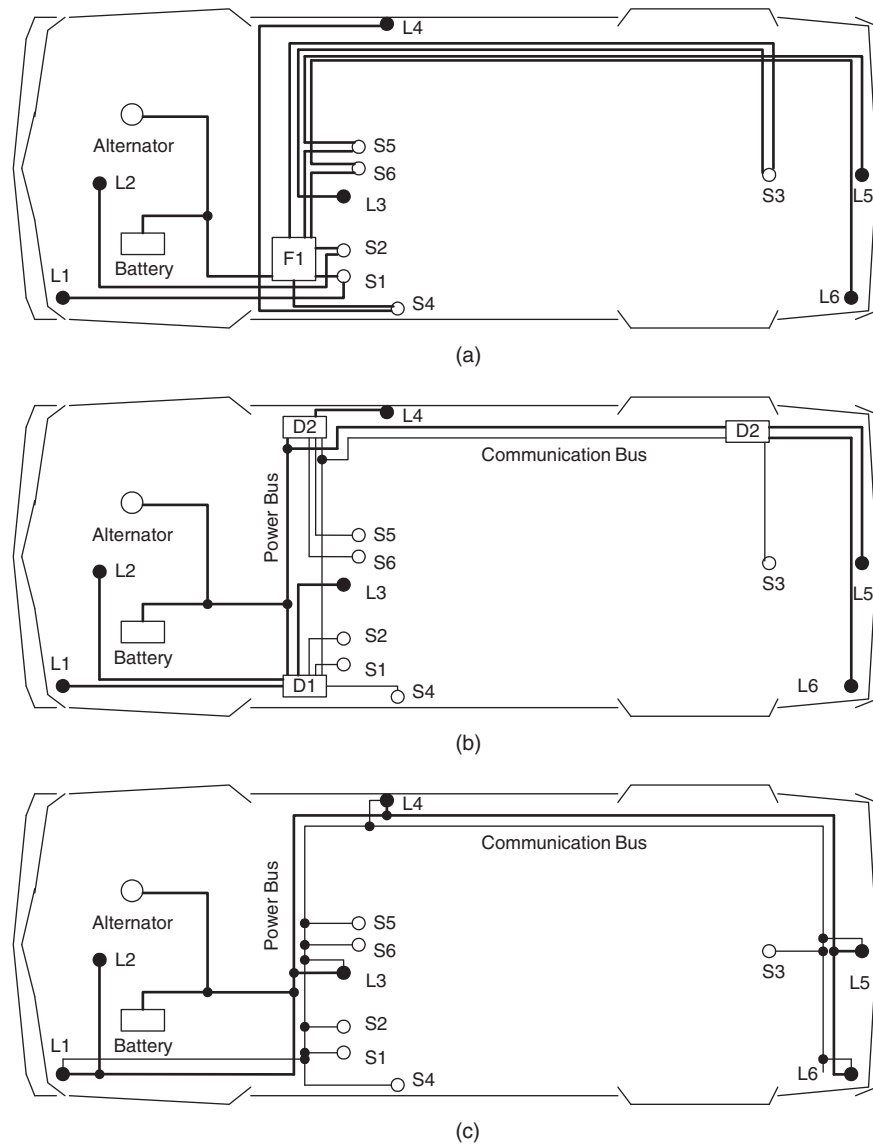 L4
Alternator
S5
S6
L2
L3
S3
L5
S2
F1
Battery
S1
L1
S4
L6
(a)
L4
D2
D2
Communication Bus
Power Bus
Alternator
S5
S6
L2
L3
S3
L5
S2
Battery
S1
L1
D1
S4
L6
(b)
L4
Communication Bus
Power Bus
Alternator
S5
S6
L2
L3
S3
L5
S2
Battery
L1
S1
L6
S4
(c)